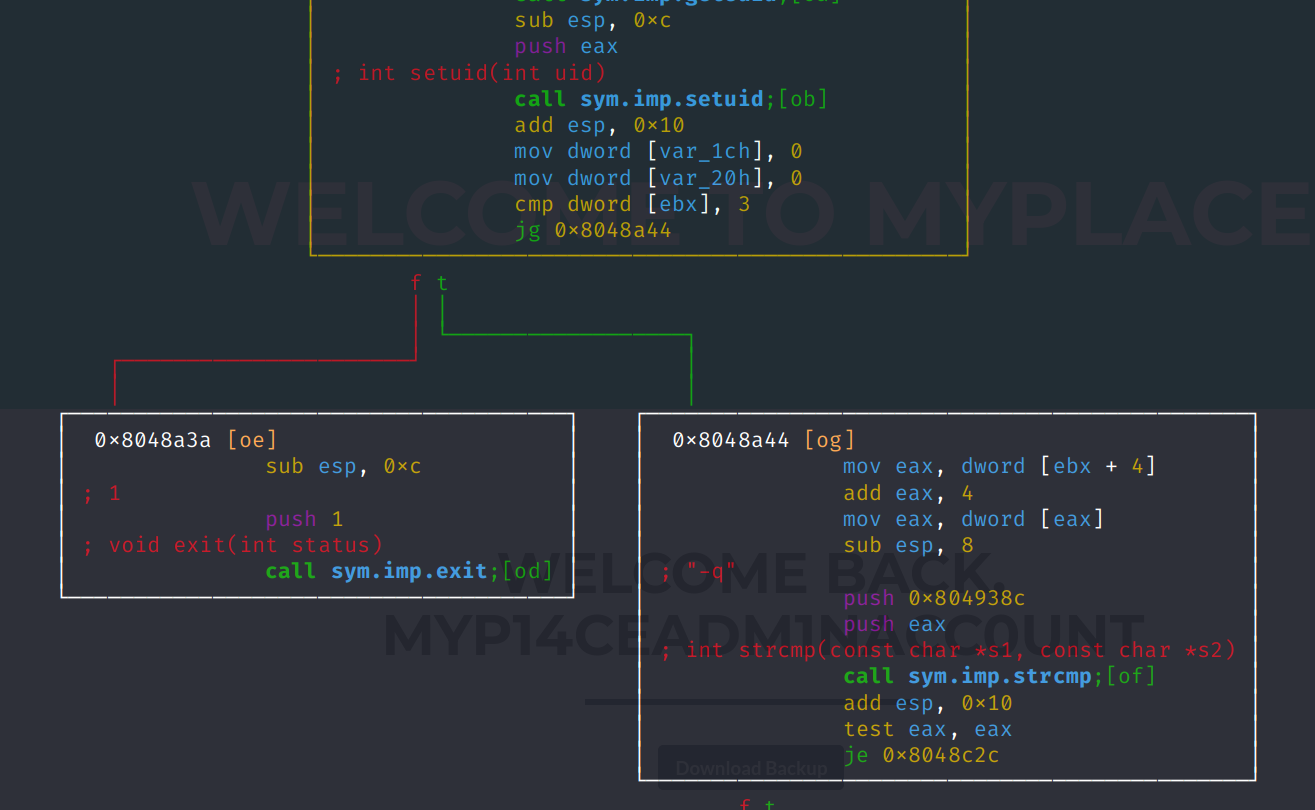 call sym.imp.geteuid;[oa]
sub esp, 0×c
push eax
; int setuid(int uid)
call sym.imp.setuid;[ob]
add esp, 0×10
mov dword [var_1ch], 0
mov dword [var_20h], 0
WELCOME TO MYPLACE
cmp dword [ebx], 3
jg 0×8048a44
f t
0×8048a3a [oe]
sub esp, 0×c
; 1
push 1
; void exit(int status)
call sym.imp.exit;[od]
0×8048a44 [og]
mov eax, dword [ebx + 4]
add eax, 4
mov eax, dword [eax]
sub esp, 8
; "-q"
push 0×804938c
push eax
; int strcmp(const char *s1, const char *s2)
call sym.imp.strcmp;[of]
add esp, 0×10
test eax, eax
je 0×8048c2c
f t
WELCOME BACK,
MYP14CEADM1NACC0UNT
Download Backup